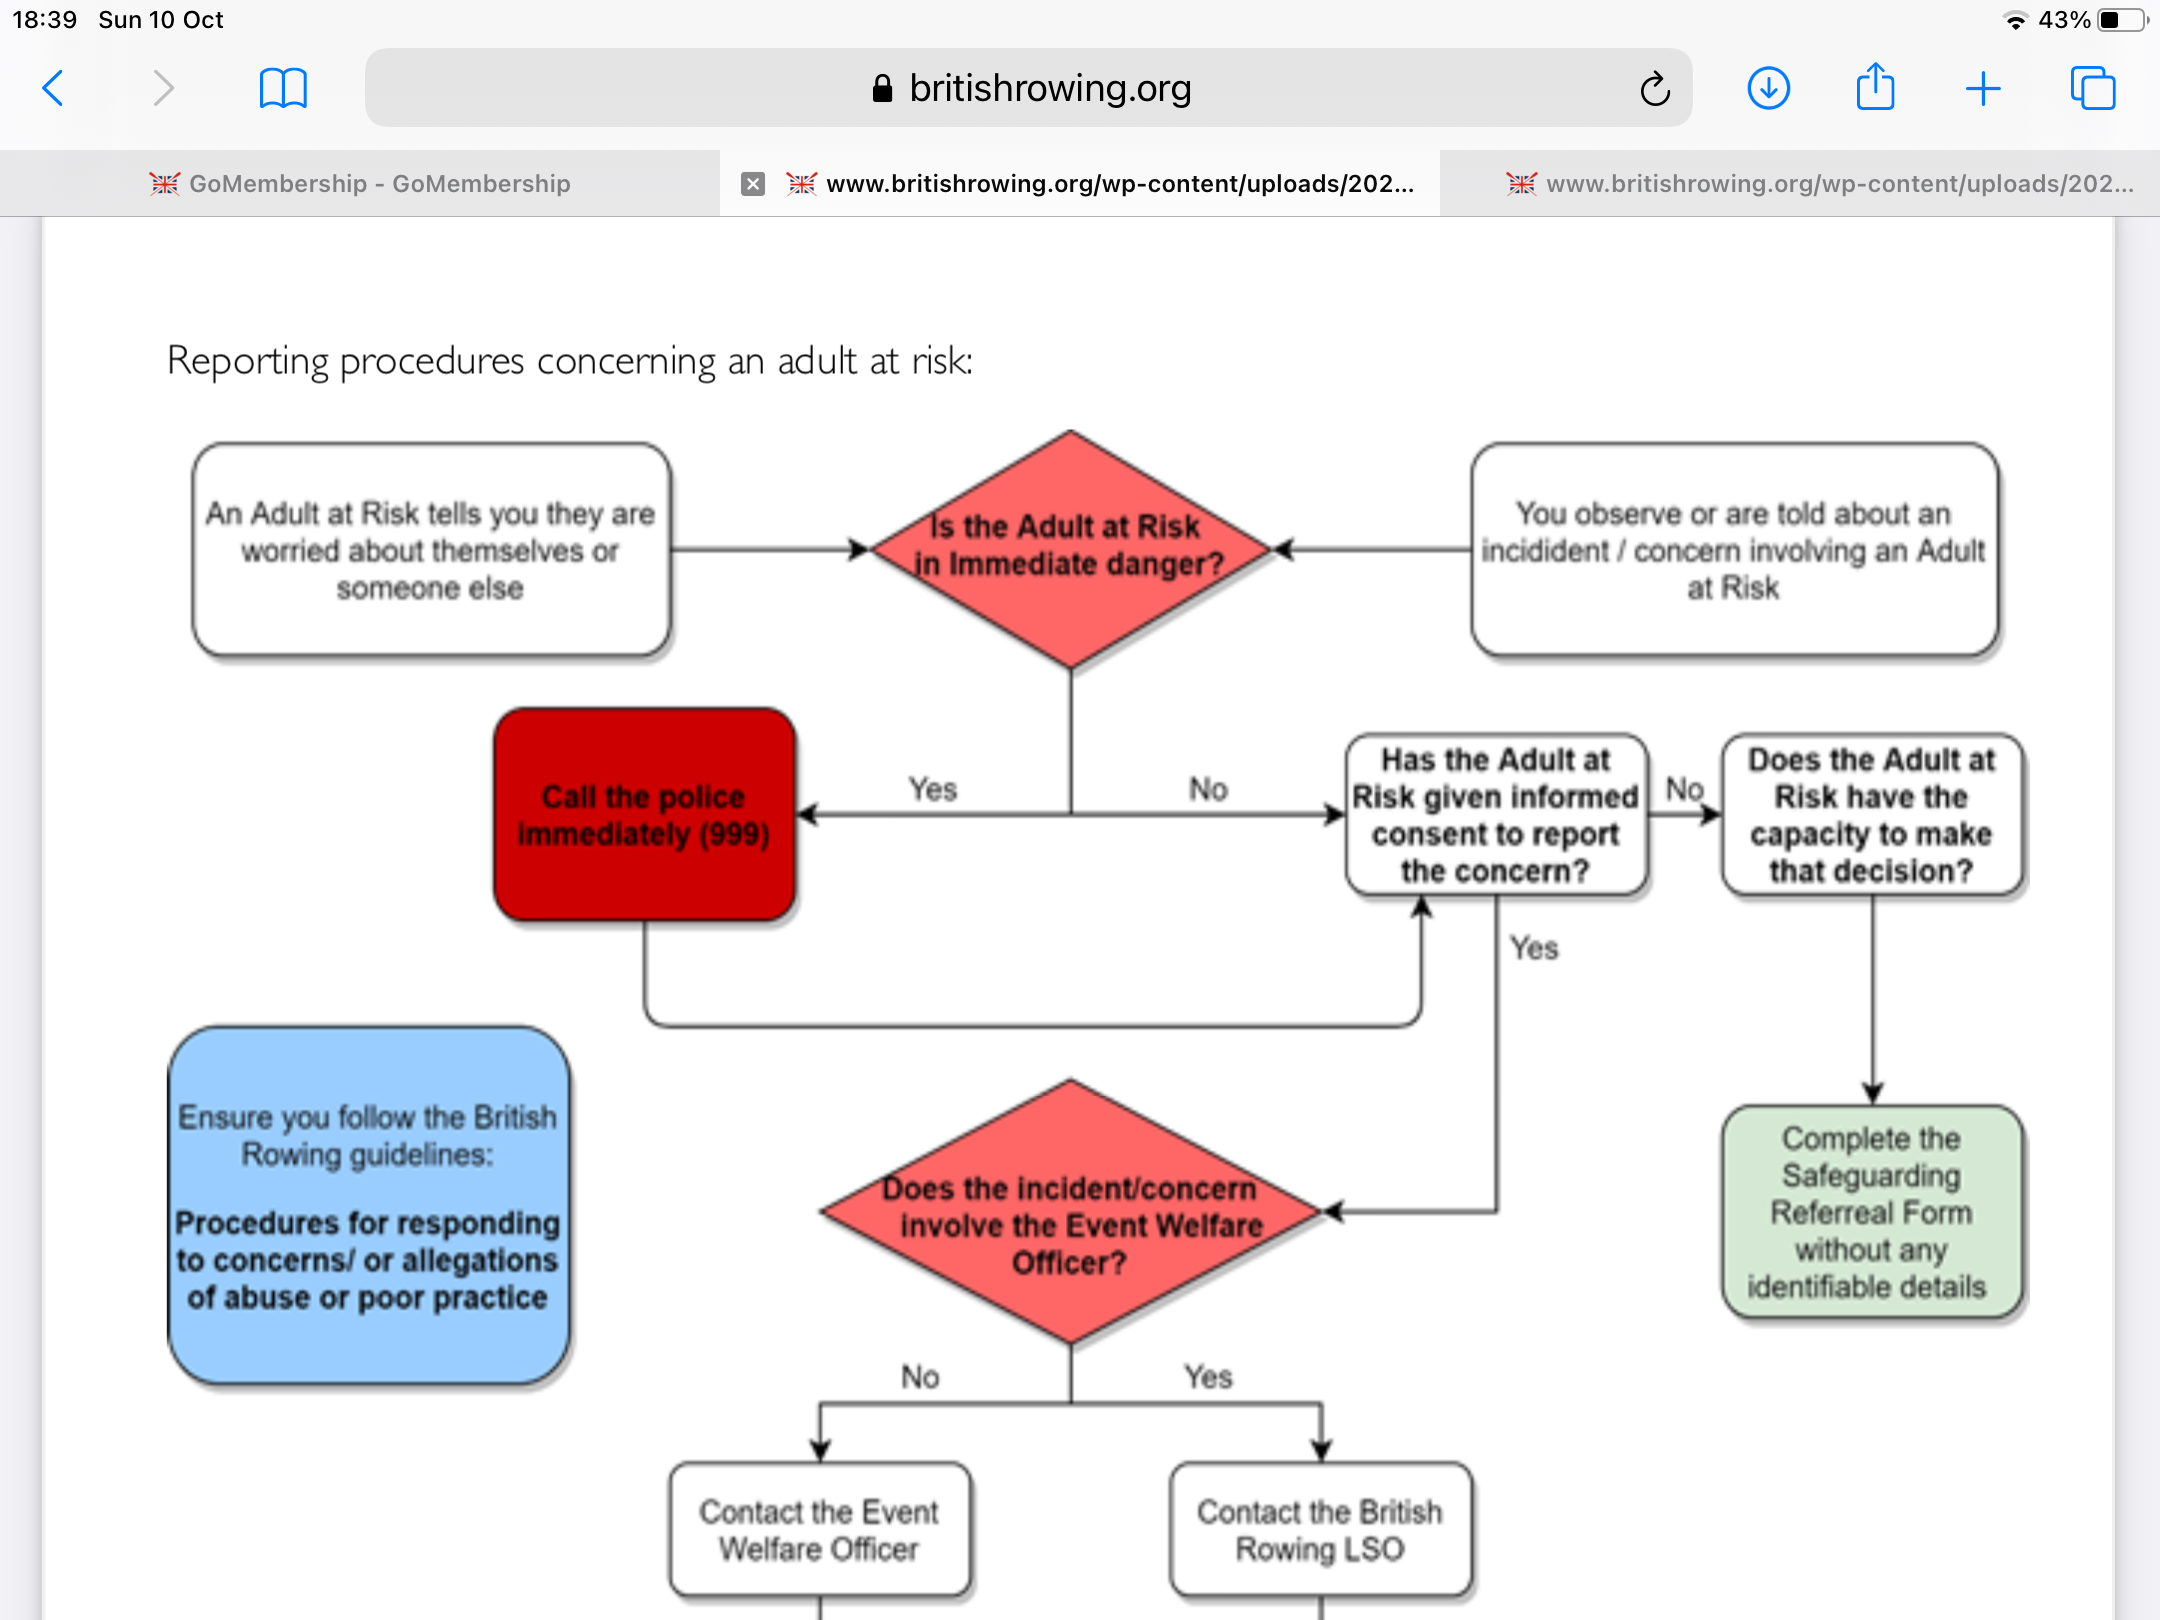 18:39 Sun 10 Oct
43%
britishrowing.org
GoMembership - GoMembership
www.britishrowing.org/wp-content/uploads/202...
www.britishrowing.org/wp-content/uploads/202...
Reporting procedures concerning an adult at risk:
An Adult at Risk tells you they are
worried about themselves or
someone else
Is the Adult at Risk
in Immediate danger?
You observe or are told about an
incidident / concern involving an Adult
at Risk
Call the police
immediately (999)
Yes
No
Has the Adult at
Risk given informed
consent to report
the concern?
No
Does the Adult at
Risk have the
capacity to make
that decision?
Yes
Ensure you follow the British
Rowing guidelines:
Procedures for responding
to concerns/ or allegations
of abuse or poor practice
Does the incident/concern
involve the Event Welfare
Officer?
Complete the
Safeguarding
Referreal Form
without any
identifiable details
No
Yes
Contact the Event
Welfare Officer
Contact the British
Rowing LSO